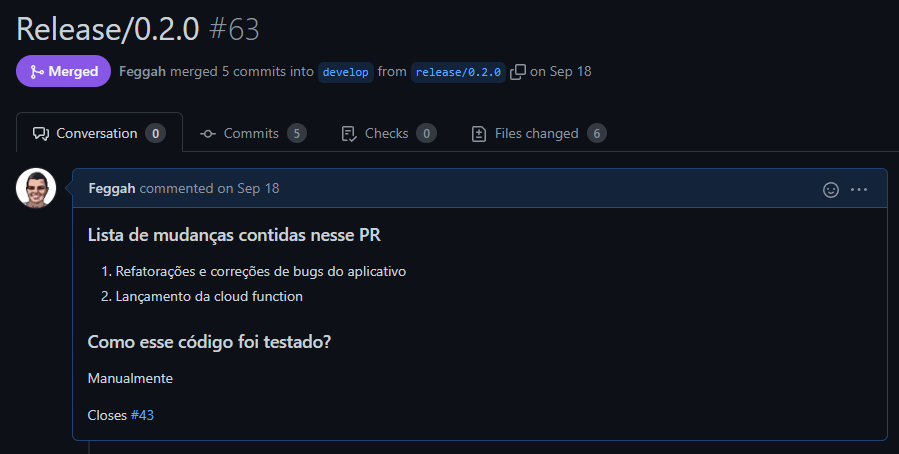 Release/0.2.0 #63
Merged Feggah merged 5 commits into develop from release/0.2.0 on Sep 18
Conversation 0 Commits 5 Checks 0 Files changed 6
Feggah commented on Sep 18
Lista de mudanças contidas nesse PR
1. Refatorações e correções de bugs do aplicativo
2. Lançamento da cloud function
Como esse código foi testado?
Manualmente
Closes #43